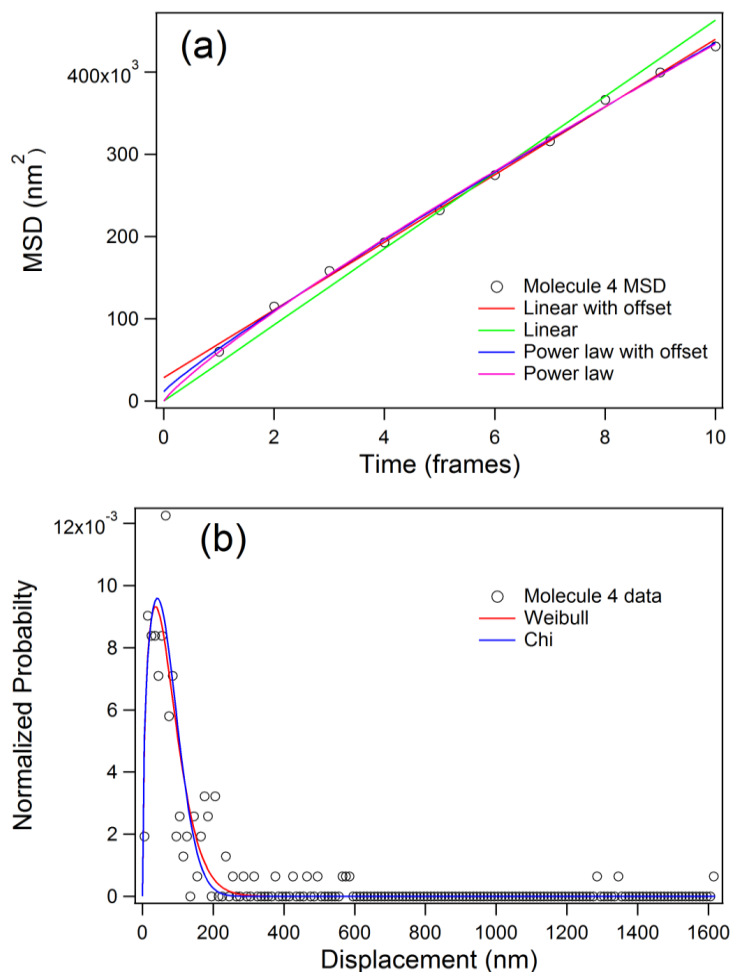 (a)
400x10³
300
200
100
0
MSD (nm²)
Molecule 4 MSD
Linear with offset
Linear
Power law with offset
Power law
0 2 4 6 8 10
Time (frames)
(b)
12x10⁻³
10
8
6
4
2
0
Normalized Probabilty
Molecule 4 data
Weibull
Chi
0 200 400 600 800 1000 1200 1400 1600
Displacement (nm)